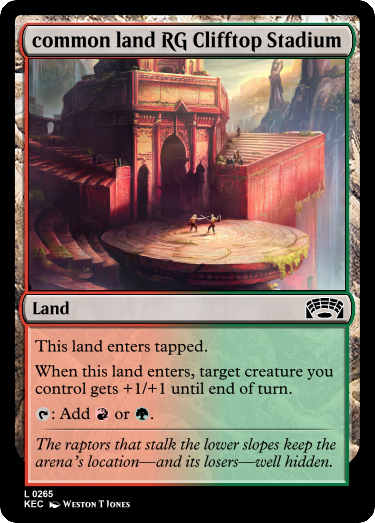 common land RG Clifftop Stadium
Land
This land enters tapped.
When this land enters, target creature you
control gets +1/+1 until end of turn.
: Add or .
The raptors that stalk the lower slopes keep the
arena's location—and its losers—well hidden.
L 0265
KEC Weston T Jones